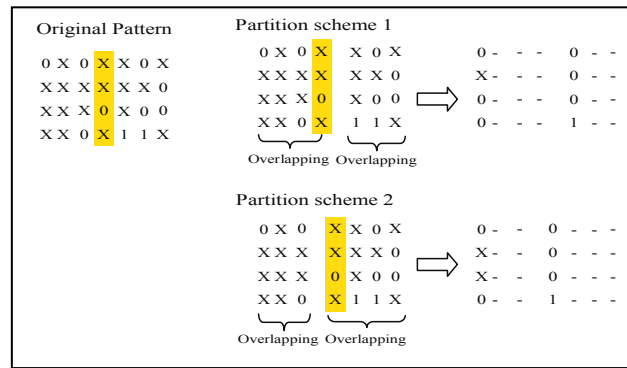 Original Pattern
0 X 0 X X 0 X
X X X X X X 0
X X X 0 X 0 0
X X 0 X 1 1 X
Partition scheme 1
0 X 0 X X 0 X
X X X X X X 0
X X X 0 X 0 0
X X 0 X 1 1 X
Overlapping Overlapping
0 - - - 0 - -
X - - - 0 - -
0 - - - 0 - -
0 - - - 1 - -
Partition scheme 2
0 X 0 X X 0 X
X X X X X X 0
X X X 0 X 0 0
X X 0 X 1 1 X
Overlapping Overlapping
0 - - 0 - - -
X - - 0 - - -
X - - 0 - - -
0 - - 1 - - -